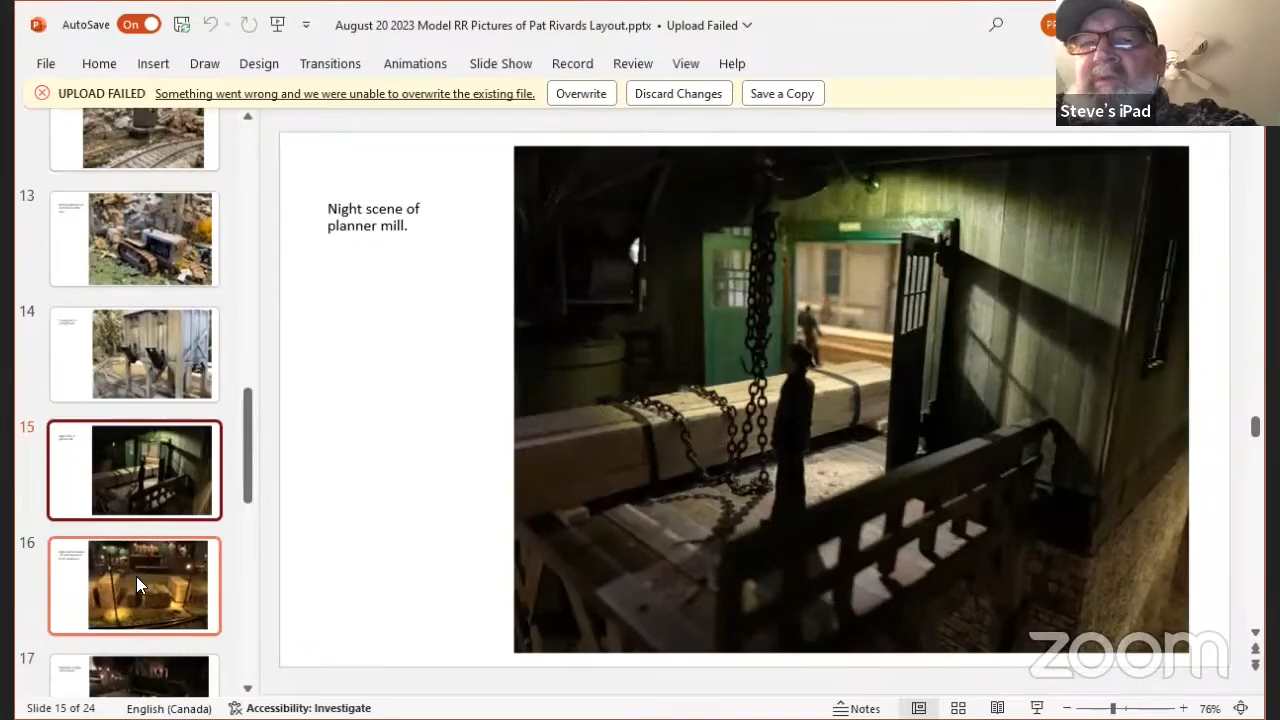 AutoSave On August 20 2023 Model RR Pictures of Pat Rivards Layout.pptx • Upload Failed
File Home Insert Draw Design Transitions Animations Slide Show Record Review View Help
UPLOAD FAILED Something went wrong and we were unable to overwrite the existing file. Overwrite Discard Changes Save a Copy
Steve's iPad
13
14
15
16
17
Night scene of
planner mill.
zoom
Slide 15 of 24 English (Canada) Accessibility: Investigate Notes 76%